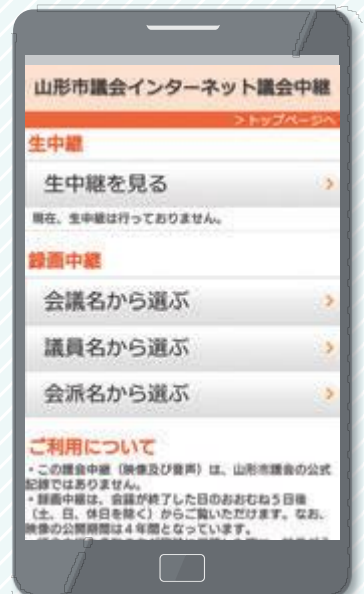 山形市議会インターネット議会中継
＞トップページへ
生中継
生中継を見る
現在、生中継は行っておりません。
録画中継
会議名から選ぶ
議員名から選ぶ
会派名から選ぶ
ご利用について
・この議会中継（映像及び音声）は、山形市議会の公式
記録ではありません。
・録画中継は、会議が終了した日のおおむね5日後
（土、日、休日を除く）からご覧いただけます。なお、
映像の公開期間は4年間となっています。